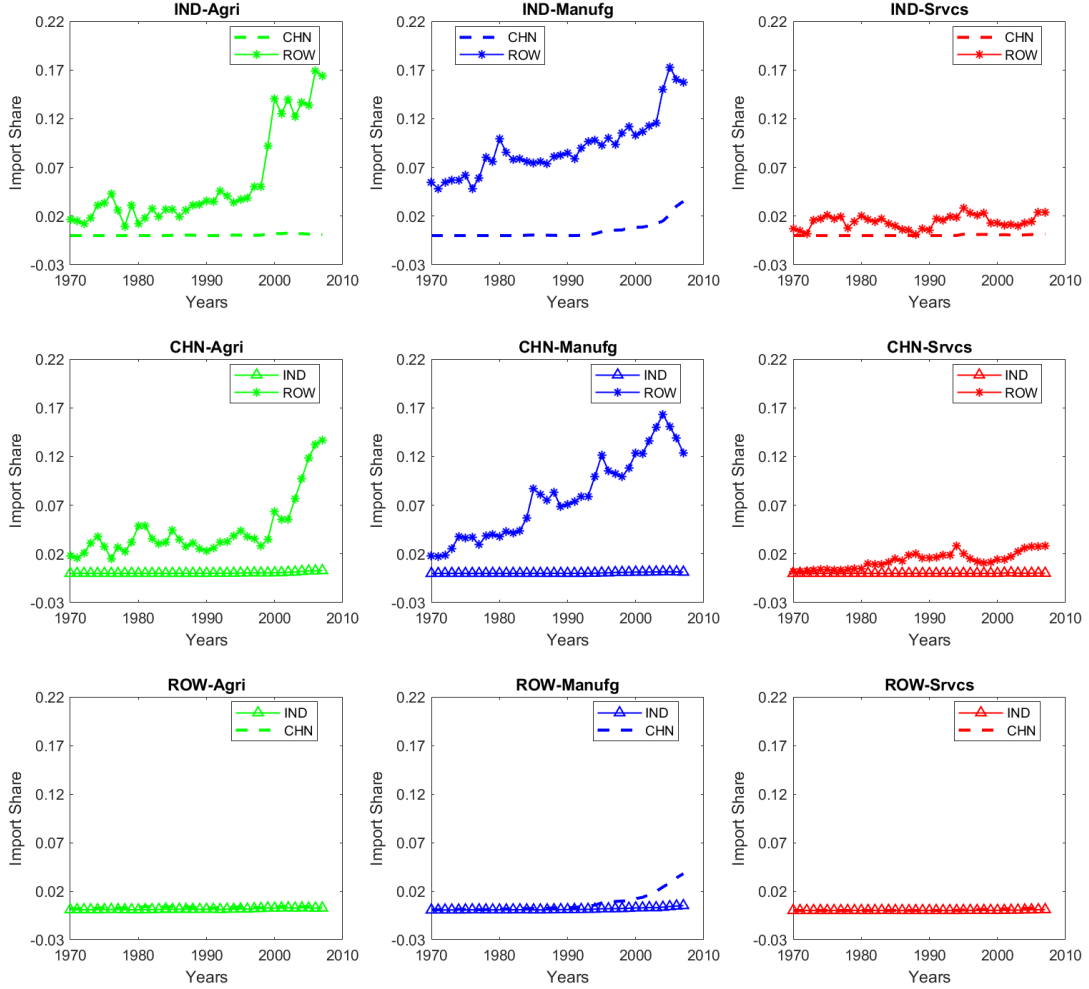 IND-Agri
0.22
CHN
ROW
0.17
0.12
0.07
0.02
-0.03
Import Share
1970 1980 1990 2000 2010
Years
IND-Manufg
0.22
CHN
ROW
0.17
0.12
0.07
0.02
-0.03
Import Share
1970 1980 1990 2000 2010
Years
IND-Srvcs
0.22
CHN
ROW
0.17
0.12
0.07
0.02
-0.03
Import Share
1970 1980 1990 2000 2010
Years
CHN-Agri
0.22
IND
ROW
0.17
0.12
0.07
0.02
-0.03
Import Share
1970 1980 1990 2000 2010
Years
CHN-Manufg
0.22
IND
ROW
0.17
0.12
0.07
0.02
-0.03
Import Share
1970 1980 1990 2000 2010
Years
CHN-Srvcs
0.22
IND
ROW
0.17
0.12
0.07
0.02
-0.03
Import Share
1970 1980 1990 2000 2010
Years
ROW-Agri
0.22
IND
CHN
0.17
0.12
0.07
0.02
-0.03
Import Share
1970 1980 1990 2000 2010
Years
ROW-Manufg
0.22
IND
CHN
0.17
0.12
0.07
0.02
-0.03
Import Share
1970 1980 1990 2000 2010
Years
ROW-Srvcs
0.22
IND
CHN
0.17
0.12
0.07
0.02
-0.03
Import Share
1970 1980 1990 2000 2010
Years